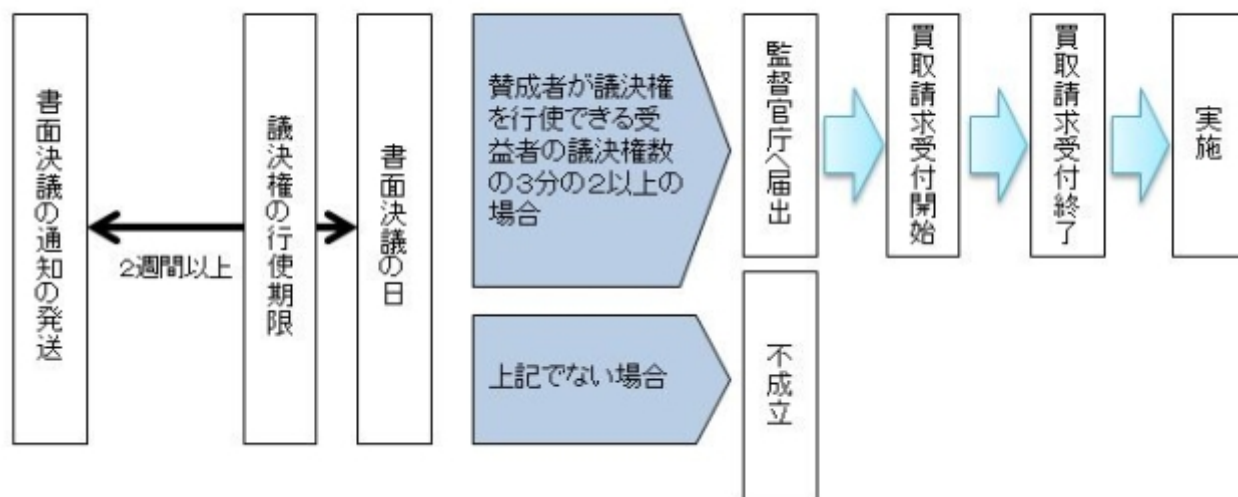 書面決議の通知の発送
2週間以上
議決権の行使期限
書面決議の日
賛成者が議決権
を行使できる受
益者の議決権数
の3分の2以上の
場合
監督官庁へ届出
買取請求受付開始
買取請求受付終了
実施
上記でない場合
不成立